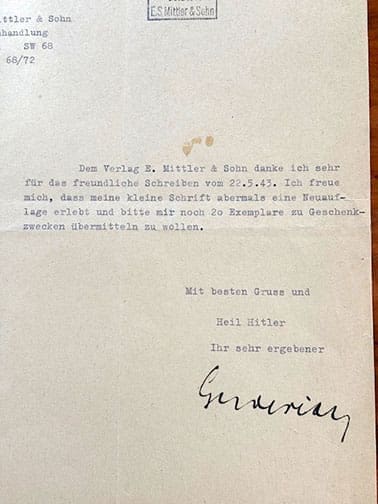 E.S. Mittler & Sohn
ittler & Sohn
nhandlung
SW 68
68/72
Dem Verlag E. Mittler & Sohn danke ich sehr
für das freundliche Schreiben vom 22.5.43. Ich freue
mich, dass meine kleine Schrift abermals eine Neuauf-
lage erlebt und bitte mir noch 2o Exemplare zu Geschenk-
zwecken übermitteln zu wollen.
Mit besten Gruss und
Heil Hitler
Ihr sehr ergebener
Guderian